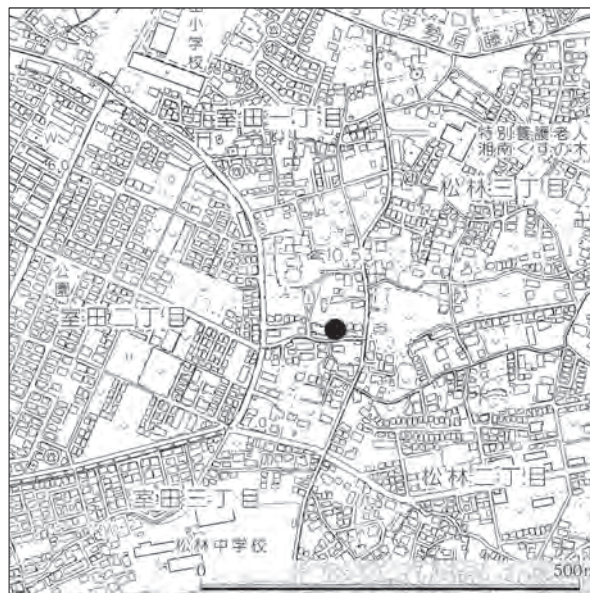 小学校
伊勢原藤沢
室田一丁目
特別養護老人
湘南くすの木
松林三丁目
10.5
公園
室田二丁目
松林二丁目
室田三丁目
松林中学校
0
500m